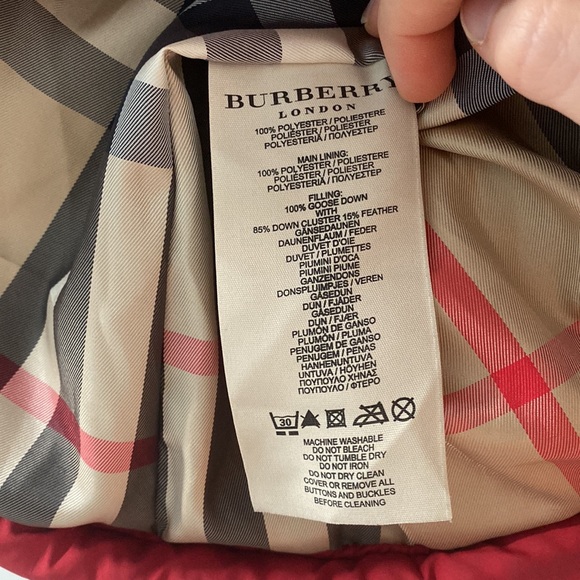 BURBERRY
LONDON
100% POLYESTER / POLIESTERE
POLIÉSTER / POLIÉSTER
POLYESTERIA / ΠΟΛΥΕΣΤΕΡ
MAIN LINING:
100% POLYESTER / POLIESTERE
POLIÉSTER / POLIÉSTER
POLYESTERIA / ΠΟΛΥΕΣΤΕΡ
FILLING:
100% GOOSE DOWN
WITH
85% DOWN CLUSTER 15% FEATHER
GÄNSEDAUNEN
DAUNENFLAUM / FEDER
DUVET D'OIE
DUVET / PLUMETTES
PIUMINI D'OCA
PIUMINI PIUME
GANZENDONS
DONSPLUIMPJES / VEREN
GÅSEDUN
DUN / FJÄDER
GÅSEDUN
DUN / FJÆR
PLUMÓN DE GANSO
PLUMÓN / PLUMA
PENUGEM DE GANSO
PENUGEM / PENAS
HANHENUNTUVA
UNTUVA / HÖYHEN
ΠΟΥΠΟΥΛΟ ΧΗΝΑΣ
ΠΟΥΠΟΥΛΟ / ΦΤΕΡΟ
30
MACHINE WASHABLE
DO NOT BLEACH
DO NOT TUMBLE DRY
DO NOT IRON
DO NOT DRY CLEAN
COVER OR REMOVE ALL
BUTTONS AND BUCKLES
BEFORE CLEANING